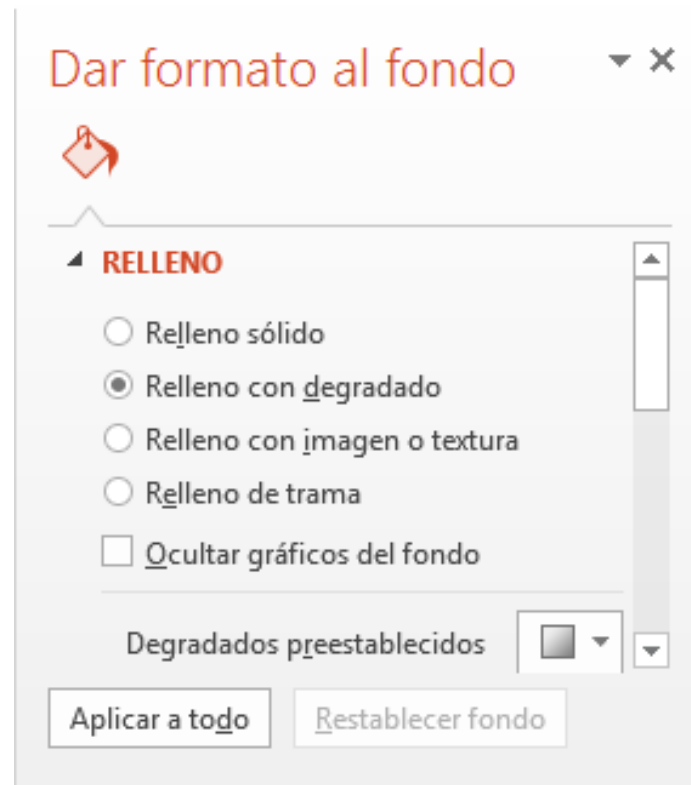 Dar formato al fondo
RELLENO
Relleno sólido
Relleno con degradado
Relleno con imagen o textura
Relleno de trama
Ocultar gráficos del fondo
Degradados preestablecidos
Aplicar a todo
Restablecer fondo